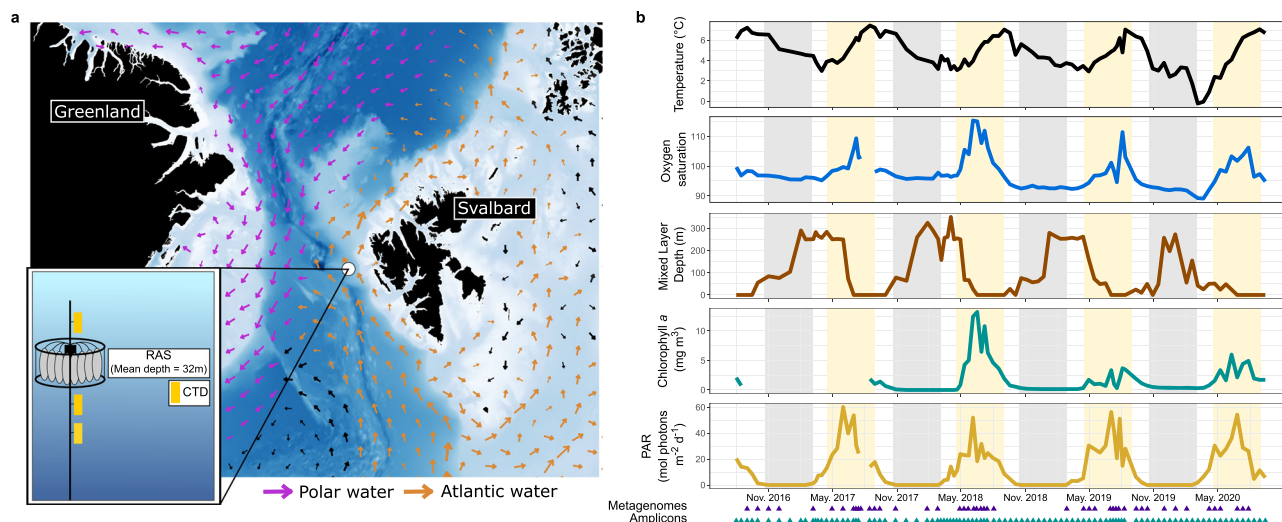 a
Greenland
Svalbard
RAS
(Mean depth = 32m)
CTD
Polar water
Atlantic water
b
Temperature (°C)
6
4
2
0
Oxygen
saturation
110
100
90
Mixed Layer
Depth (m)
300
200
100
0
Chlorophyll a
(mg m³)
10
5
0
PAR
(mol photons
m⁻² d⁻¹)
60
40
20
0
Nov. 2016
May. 2017
Nov. 2017
May. 2018
Nov. 2018
May. 2019
Nov. 2019
May. 2020
Metagenomes
Amplicons